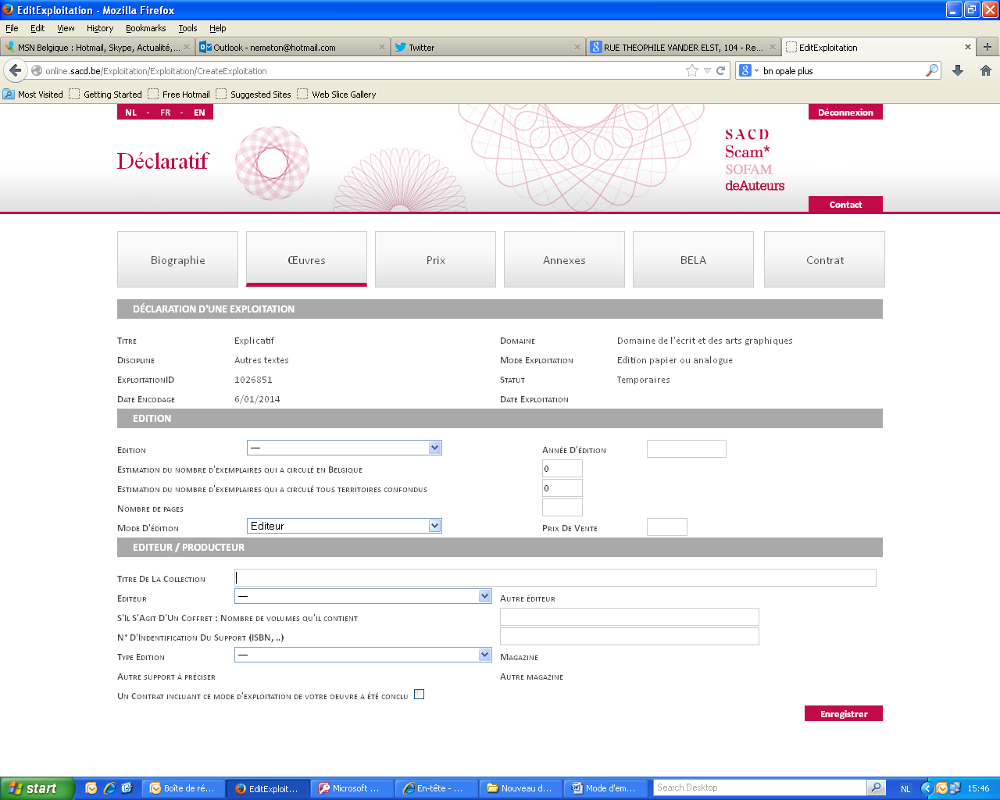 EditExploitation - Mozilla Firefox
File Edit View History Bookmarks Tools Help
MSN Belgique : Hotmail, Skype, Actualité,... Outlook - nemeton@hotmail.com Twitter RUE THEOPHILE VANDER ELST, 104 - Re... EditExploitation
online.sacd.be/Exploitation/Exploitation/CreateExploitation bn opale plus
Most Visited Getting Started Free Hotmail Suggested Sites Web Slice Gallery
NL - FR - EN Déconnexion
Déclaratif
SACD
Scam*
SOFAM
deAuteurs
Contact
Biographie Œuvres Prix Annexes BELA Contrat
DÉCLARATION D'UNE EXPLOITATION
Titre Explicatif Domaine Domaine de l'écrit et des arts graphiques
Discipline Autres textes Mode Exploitation Edition papier ou analogue
ExploitationID 1026851 Statut Temporaires
Date Encodage 6/01/2014 Date Exploitation
EDITION
Edition — Année D'édition
Estimation du nombre d'exemplaires qui a circulé en Belgique 0
Estimation du nombre d'exemplaires qui a circulé tous territoires confondus 0
Nombre de pages
Mode D'édition Editeur Prix De Vente
EDITEUR / PRODUCTEUR
Titre De La Collection
Editeur — Autre éditeur
S'il S'Agit D'Un Coffret : Nombre de volumes qu'il contient
N° D'Indentification Du Support (ISBN, ..)
Type Edition — Magazine
Autre support à préciser Autre magazine
Un Contrat incluant ce mode d'exploitation de votre oeuvre a été conclu
Enregistrer
start Boîte de ré... EditExploit... Microsoft ... En-tête - ... Nouveau d... Mode d'em... Search Desktop NL 15:46